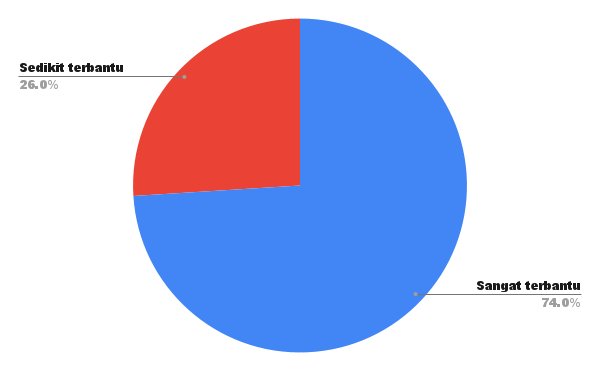 Sedikit terbantu
26.0%
Sangat terbantu
74.0%